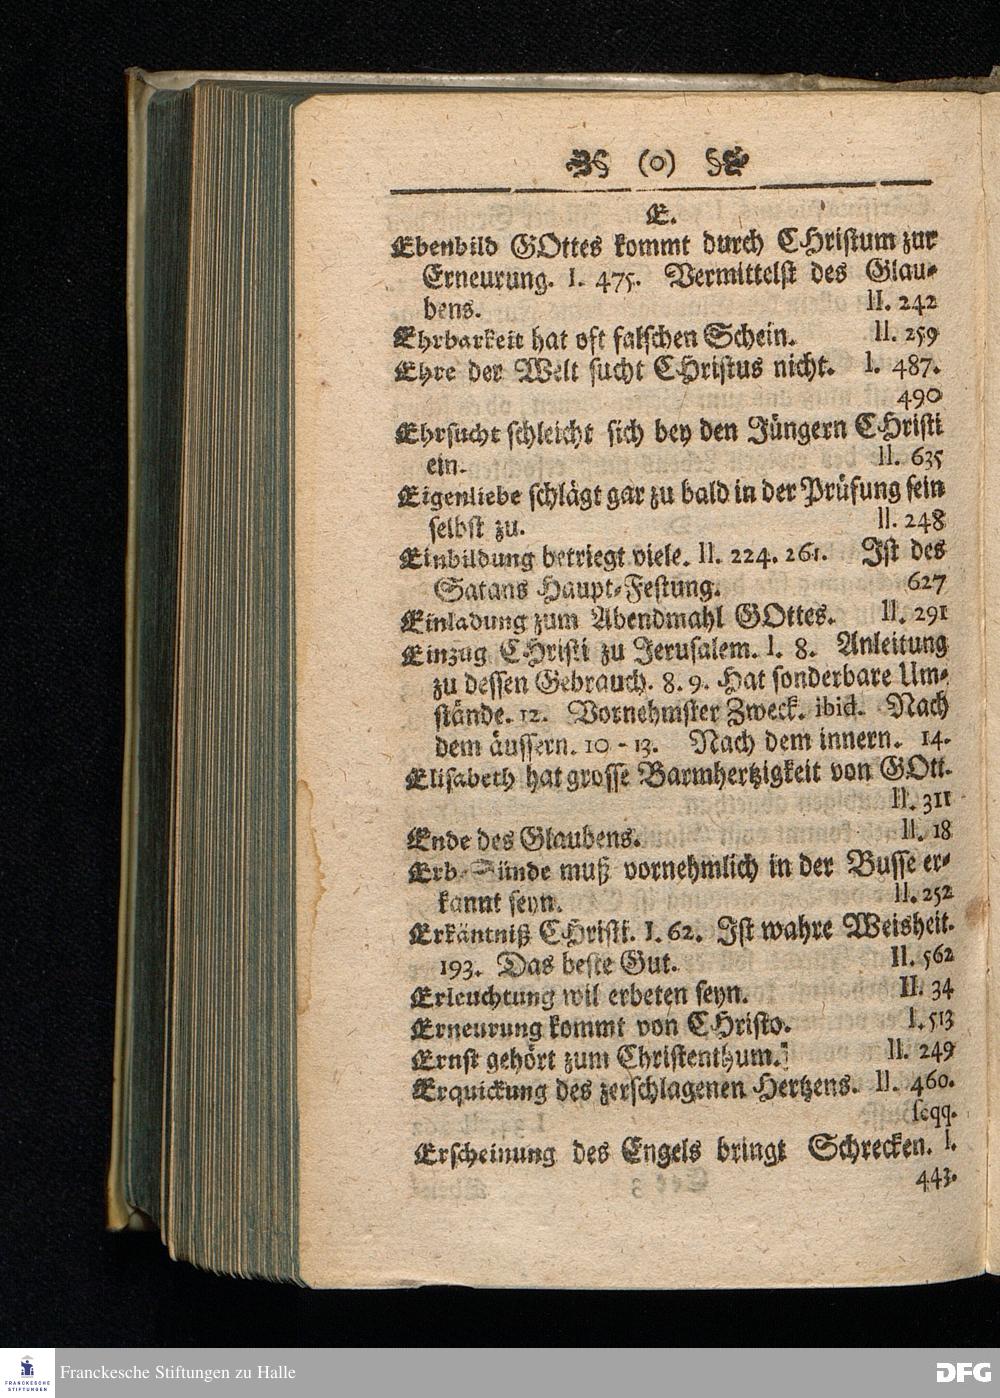 (o)
E.
Ebenbild GOttes kommt durch CHristum zur
Erneurung. I. 475. Vermittelst des Glau-
bens. II. 242
Ehrbarkeit hat oft falschen Schein. II. 259
Ehre der Welt sucht CHristus nicht. I. 487.
490
Ehrsucht schleicht sich bey den Jüngern CHristi
ein. II. 635
Eigenliebe schlägt gar zu bald in der Prüfung sein
selbst zu. II. 248
Einbildung betriegt viele. II. 224. 261. Ist des
Satans Haupt-Festung. 627
Einladung zum Abendmahl GOttes. II. 291
Einzug CHristi zu Jerusalem. I. 8. Anleitung
zu dessen Gebrauch. 8. 9. Hat sonderbare Um-
stände. 12. Vornehmster Zweck. ibid. Nach
dem äussern. 10 - 13. Nach dem innern. 14.
Elisabeth hat grosse Barmhertzigkeit von GOtt.
II. 311
Ende des Glaubens. II. 18
Erb-Sünde muß vornehmlich in der Busse er-
kannt seyn. II. 252
Erkäntniß CHristi. I. 62. Ist wahre Weisheit.
193. Das beste Gut. II. 562
Erleuchtung wil erbeten seyn. II. 34
Erneurung kommt von CHristo. I. 513
Ernst gehört zum Christenthum. II. 249
Erquickung des zerschlagenen Hertzens. II. 460.
seqq.
Erscheinung des Engels bringt Schrecken. I.
443.
FRANCKESCHE STIFTUNGEN
Franckesche Stiftungen zu Halle
DFG